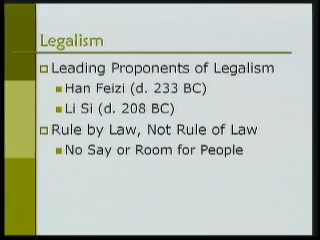 Legalism
Leading Proponents of Legalism
Han Feizi (d. 233 BC)
Li Si (d. 208 BC)
Rule by Law, Not Rule of Law
No Say or Room for People